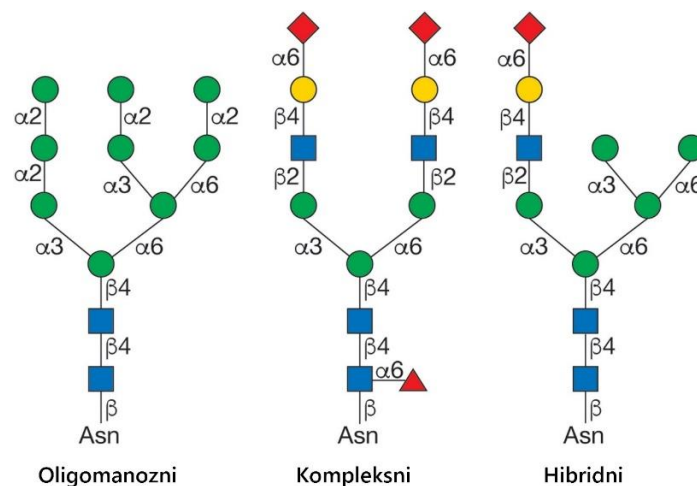 α6 α6 α6
α2 α2 α2 β4 β4 β4
α2 α3 α6 β2 β2 β2 α3 α6
α3 α6 α3 α6 α3 α6
β4 β4 β4
β4 β4 β4
α6
β β β
Asn Asn Asn
Oligomanozni Kompleksni Hibridni